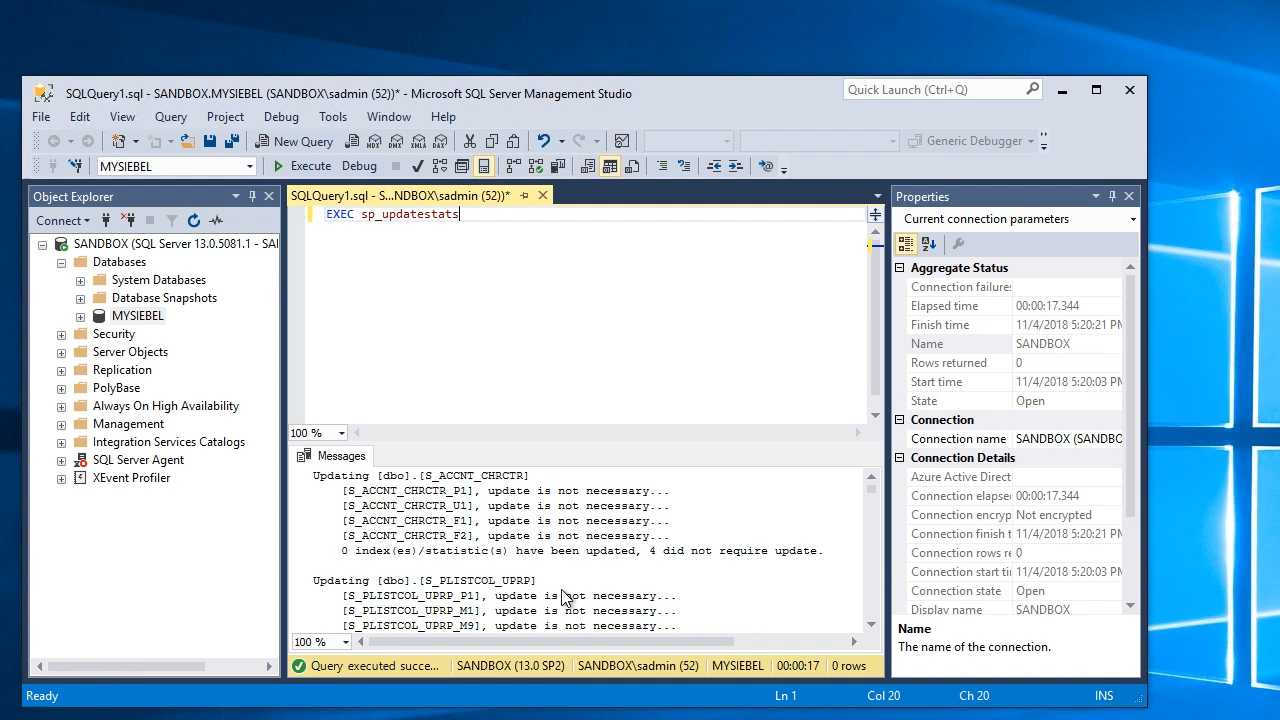 SQLQuery1.sql - SANDBOX.MYSIEBEL (SANDBOX\sadmin (52))* - Microsoft SQL Server Management Studio
Quick Launch (Ctrl+Q)
File Edit View Query Project Debug Tools Window Help
New Query
MDX
DMX
XMLA
DAX
Generic Debugger
MYSIEBEL
Execute Debug
Object Explorer
Connect
SANDBOX (SQL Server 13.0.5081.1 - SAI
Databases
System Databases
Database Snapshots
MYSIEBEL
Security
Server Objects
Replication
PolyBase
Always On High Availability
Management
Integration Services Catalogs
SQL Server Agent
XEvent Profiler
SQLQuery1.sql - S...NDBOX\sadmin (52))*
EXEC sp_updatestats
100 %
Messages
Updating [dbo].[S_ACCNT_CHRCTR]
[S_ACCNT_CHRCTR_P1], update is not necessary...
[S_ACCNT_CHRCTR_U1], update is not necessary...
[S_ACCNT_CHRCTR_F1], update is not necessary...
[S_ACCNT_CHRCTR_F2], update is not necessary...
0 index(es)/statistic(s) have been updated, 4 did not require update.
Updating [dbo].[S_PLISTCOL_UPRP]
[S_PLISTCOL_UPRP_P1], update is not necessary...
[S_PLISTCOL_UPRP_M1], update is not necessary...
[S_PLISTCOL_UPRP_M9], update is not necessary...
100 %
Query executed succe... SANDBOX (13.0 SP2) SANDBOX\sadmin (52) MYSIEBEL 00:00:17 0 rows
Properties
Current connection parameters
Aggregate Status
Connection failures
Elapsed time 00:00:17.344
Finish time 11/4/2018 5:20:21 PM
Name SANDBOX
Rows returned 0
Start time 11/4/2018 5:20:03 PM
State Open
Connection
Connection name SANDBOX (SANDBO
Connection Details
Azure Active Direct
Connection elapse 00:00:17.344
Connection encryp Not encrypted
Connection finish t 11/4/2018 5:20:21 PM
Connection rows re 0
Connection start ti 11/4/2018 5:20:03 PM
Connection state Open
Display name SANDBOX
Name
The name of the connection.
Ready Ln 1 Col 20 Ch 20 INS